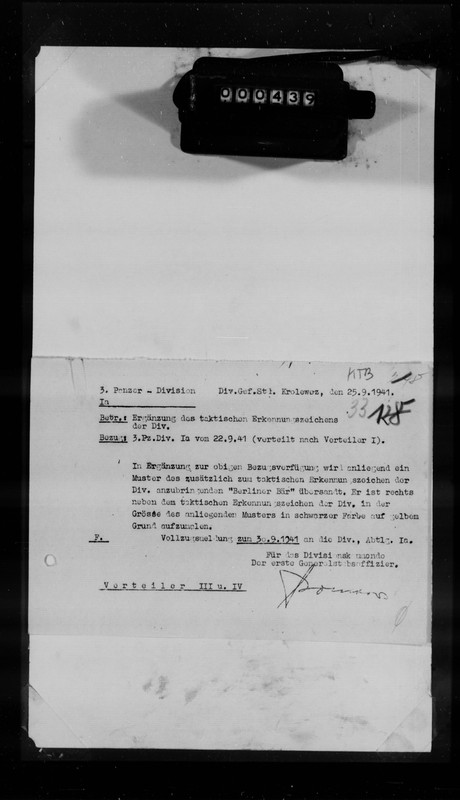 000439
KTB
3. Panzer - Division Div.Gef.Std. Krolewez, den 25.9.1941.
Ia
33 128
Betr.: Ergänzung des taktischen Erkennungszeichens
der Div.
Bezug: 3.Pz.Div. Ia vom 22.9.41 (verteilt nach Verteiler I).
In Ergänzung zur obigen Bezugsverfügung wird anliegend ein
Muster des zusätzlich zum taktischen Erkennungszeichen der
Div. anzubringenden "Berliner Bär" übersandt. Er ist rechts
neben dem taktischen Erkennungszeichen der Div. in der
Grösse des anliegenden Musters in schwarzer Farbe auf gelbem
Grund aufzumalen.
F. Vollzugsmeldung zum 30.9.1941 an die Div., Abtlg. Ia.
Für das Divisionskommando
Der erste Generalstabsoffizier.
Verteiler III u. IV